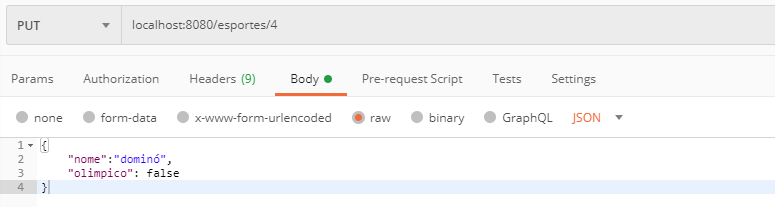 PUT localhost:8080/esportes/4
Params Authorization Headers (9) Body Pre-request Script Tests Settings
none form-data x-www-form-urlencoded raw binary GraphQL JSON
1 {
2 "nome":"dominó",
3 "olimpico": false
4 }